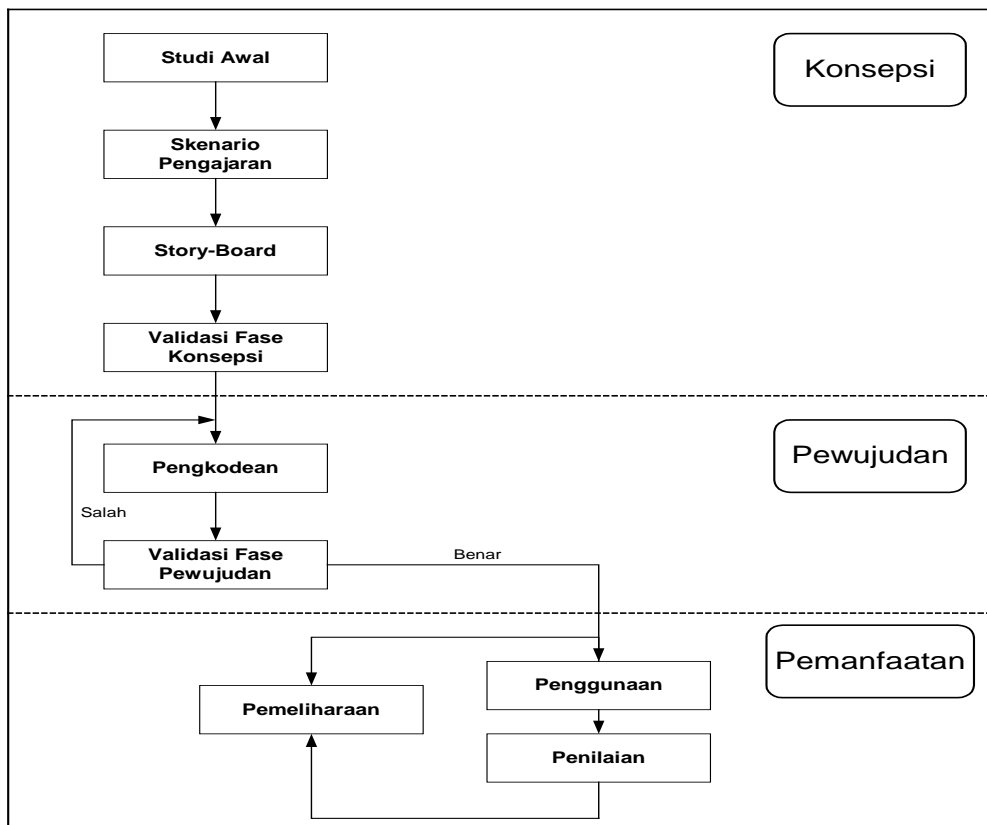 Studi Awal
Konsepsi
Skenario
Pengajaran
Story-Board
Validasi Fase
Konsepsi
Pewujudan
Pengkodean
Salah
Validasi Fase
Pewujudan
Benar
Pemanfaatan
Penggunaan
Pemeliharaan
Penilaian